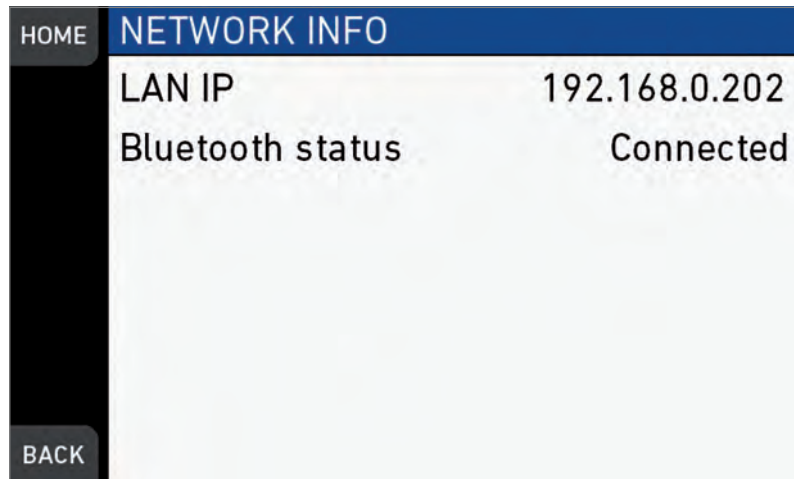 HOME
NETWORK INFO
LAN IP 192.168.0.202
Bluetooth status Connected
BACK